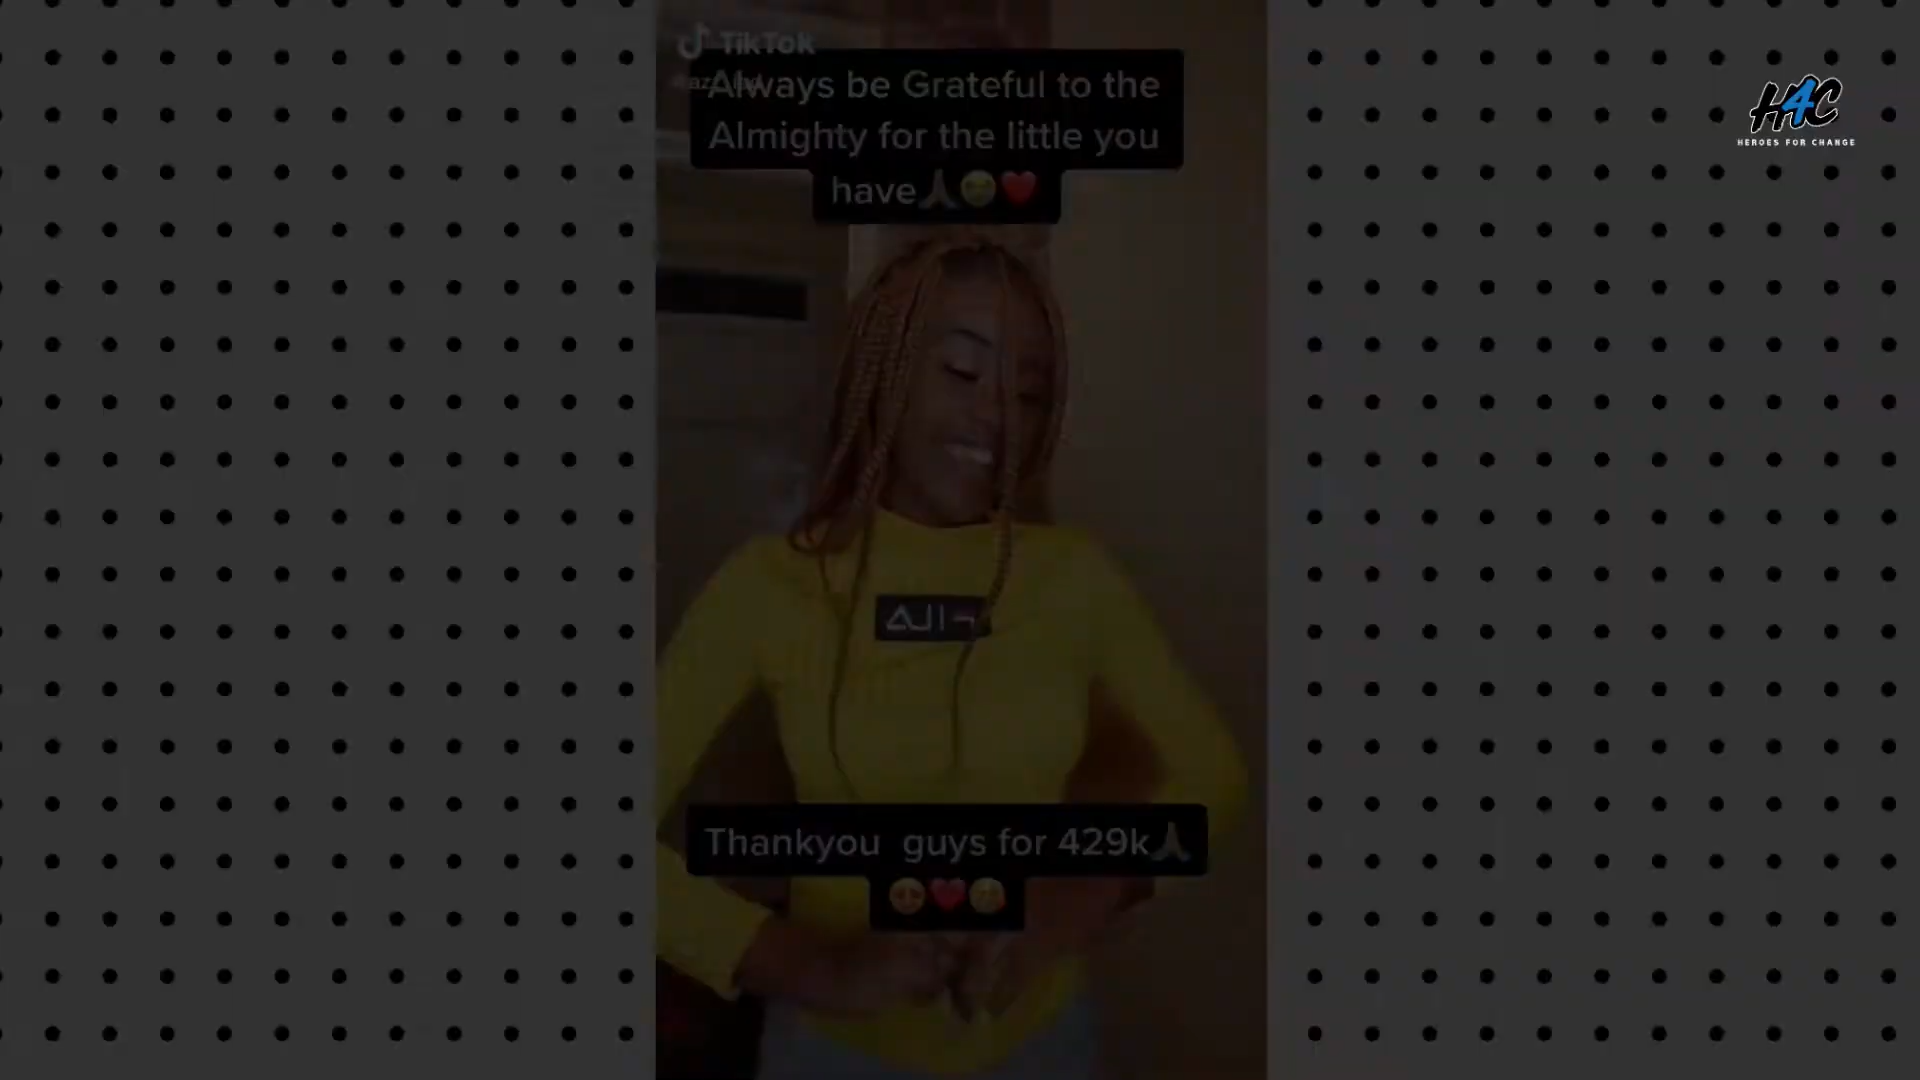 TikTok
Always be Grateful to the
Almighty for the little you
have🙏🏿😂❤️
H4C
HEROES FOR CHANGE
Thankyou guys for 429k🙏🏿
🥺❤️🥰